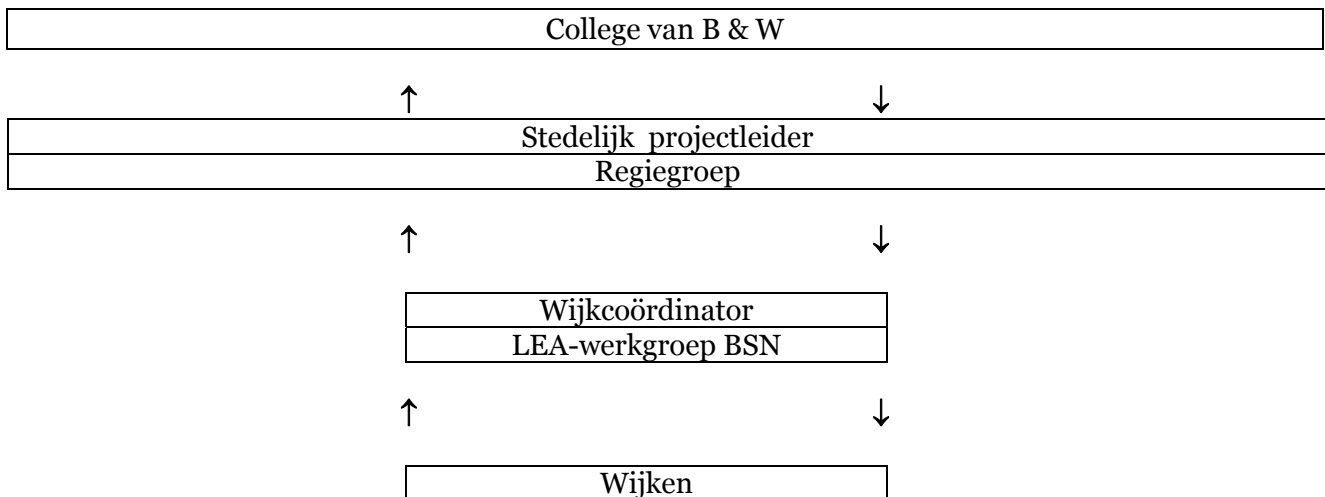 College van B & W
↑ ↓
Stedelijk projectleider
Regiegroep
↑ ↓
Wijkcoördinator
LEA-werkgroep BSN
↑ ↓
Wijken